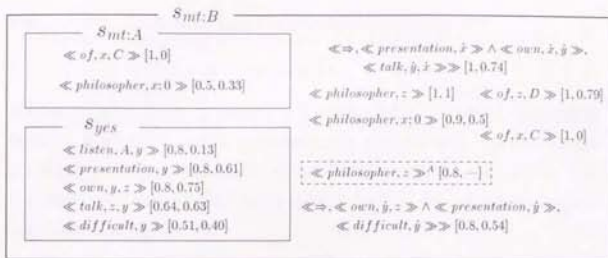 S_mt:B
S_mt:A
≪ of, x, C ≫ [1, 0]
≪ philosopher, x; 0 ≫ [0.5, 0.33]
S_yes
≪ listen, A, y ≫ [0.8, 0.13]
≪ presentation, y ≫ [0.8, 0.61]
≪ own, y, z ≫ [0.8, 0.75]
≪ talk, z, y ≫ [0.64, 0.63]
≪ difficult, y ≫ [0.51, 0.40]
≪⇒, ≪ presentation, ẋ ≫ ∧ ≪ own, ẋ, ẏ ≫,
≪ talk, ẏ, ẋ ≫≫ [1, 0.74]
≪ philosopher, z ≫ [1, 1] ≪ of, z, D ≫ [1, 0.79]
≪ philosopher, x; 0 ≫ [0.9, 0.5]
≪ of, x, C ≫ [1, 0]
≪ philosopher, z ≫^A [0.8, −]
≪⇒, ≪ own, ẏ, z ≫ ∧ ≪ presentation, ẏ ≫,
≪ difficult, ẏ ≫≫ [0.8, 0.54]